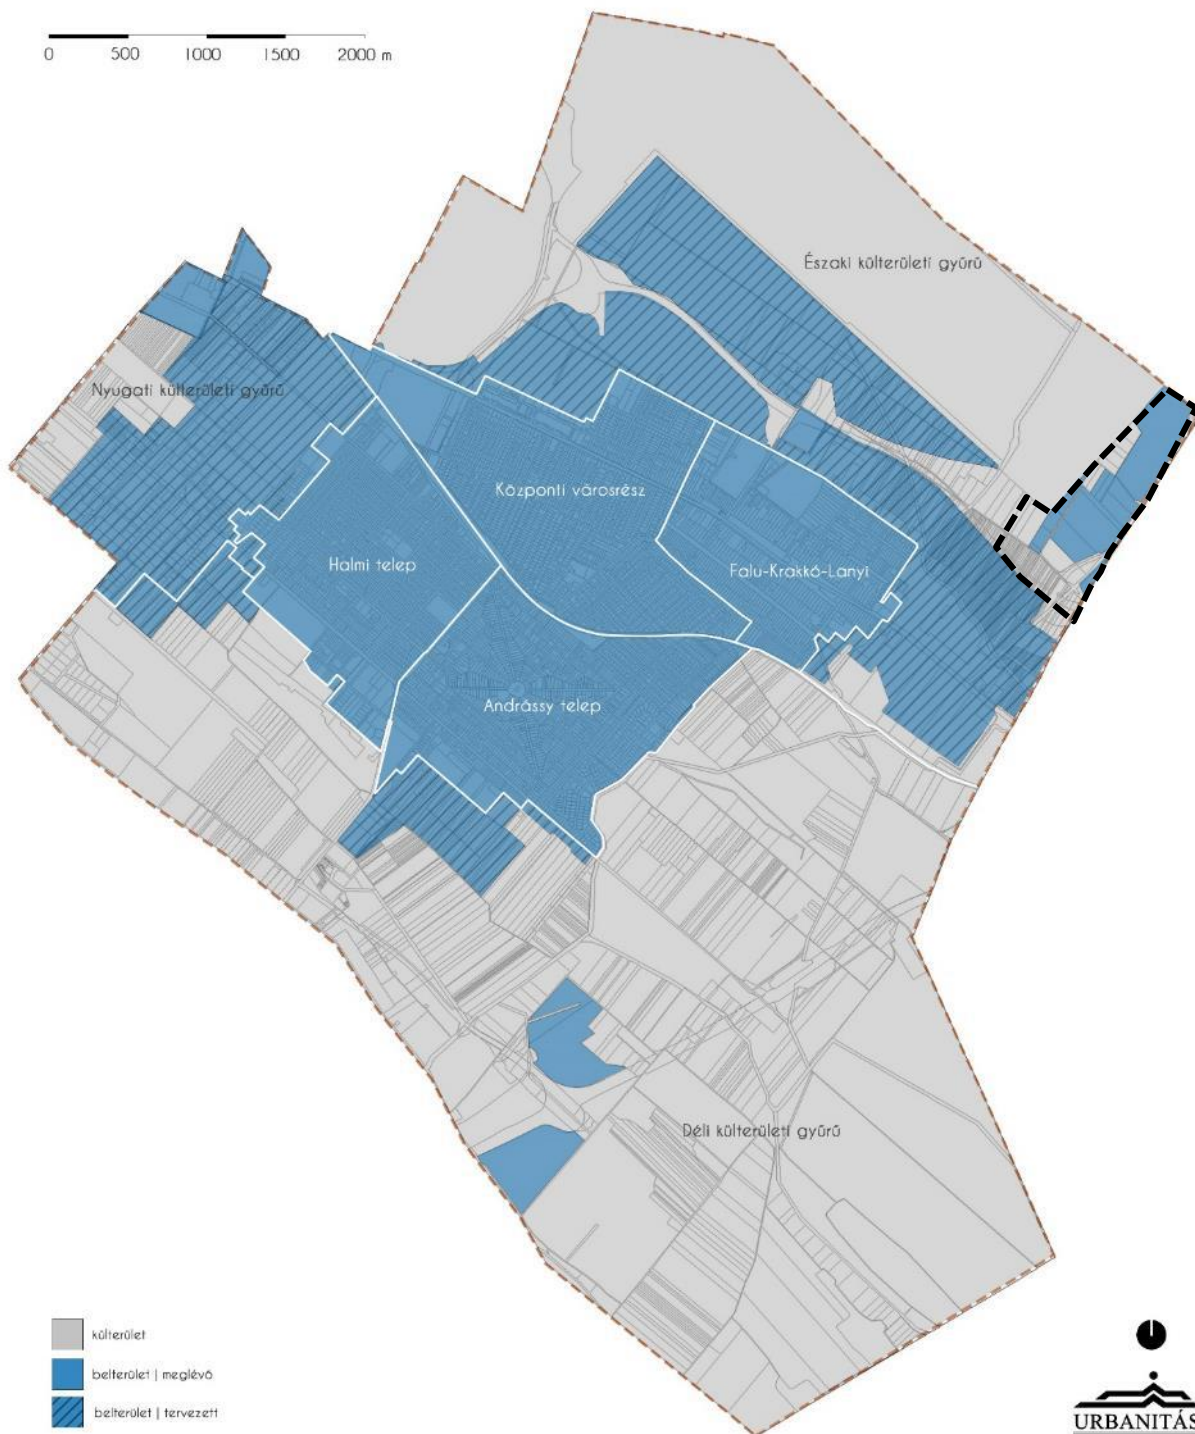 0 500 1000 1500 2000 m
Északi külterületi gyűrű
Nyugati külterületi gyűrű
Központi városrész
Halmi telep
Falu-Krakkó-Lanyi
Andrássy telep
Déli külterületi gyűrű
külterület
belterület | meglévő
belterület | tervezett
URBANITÁS